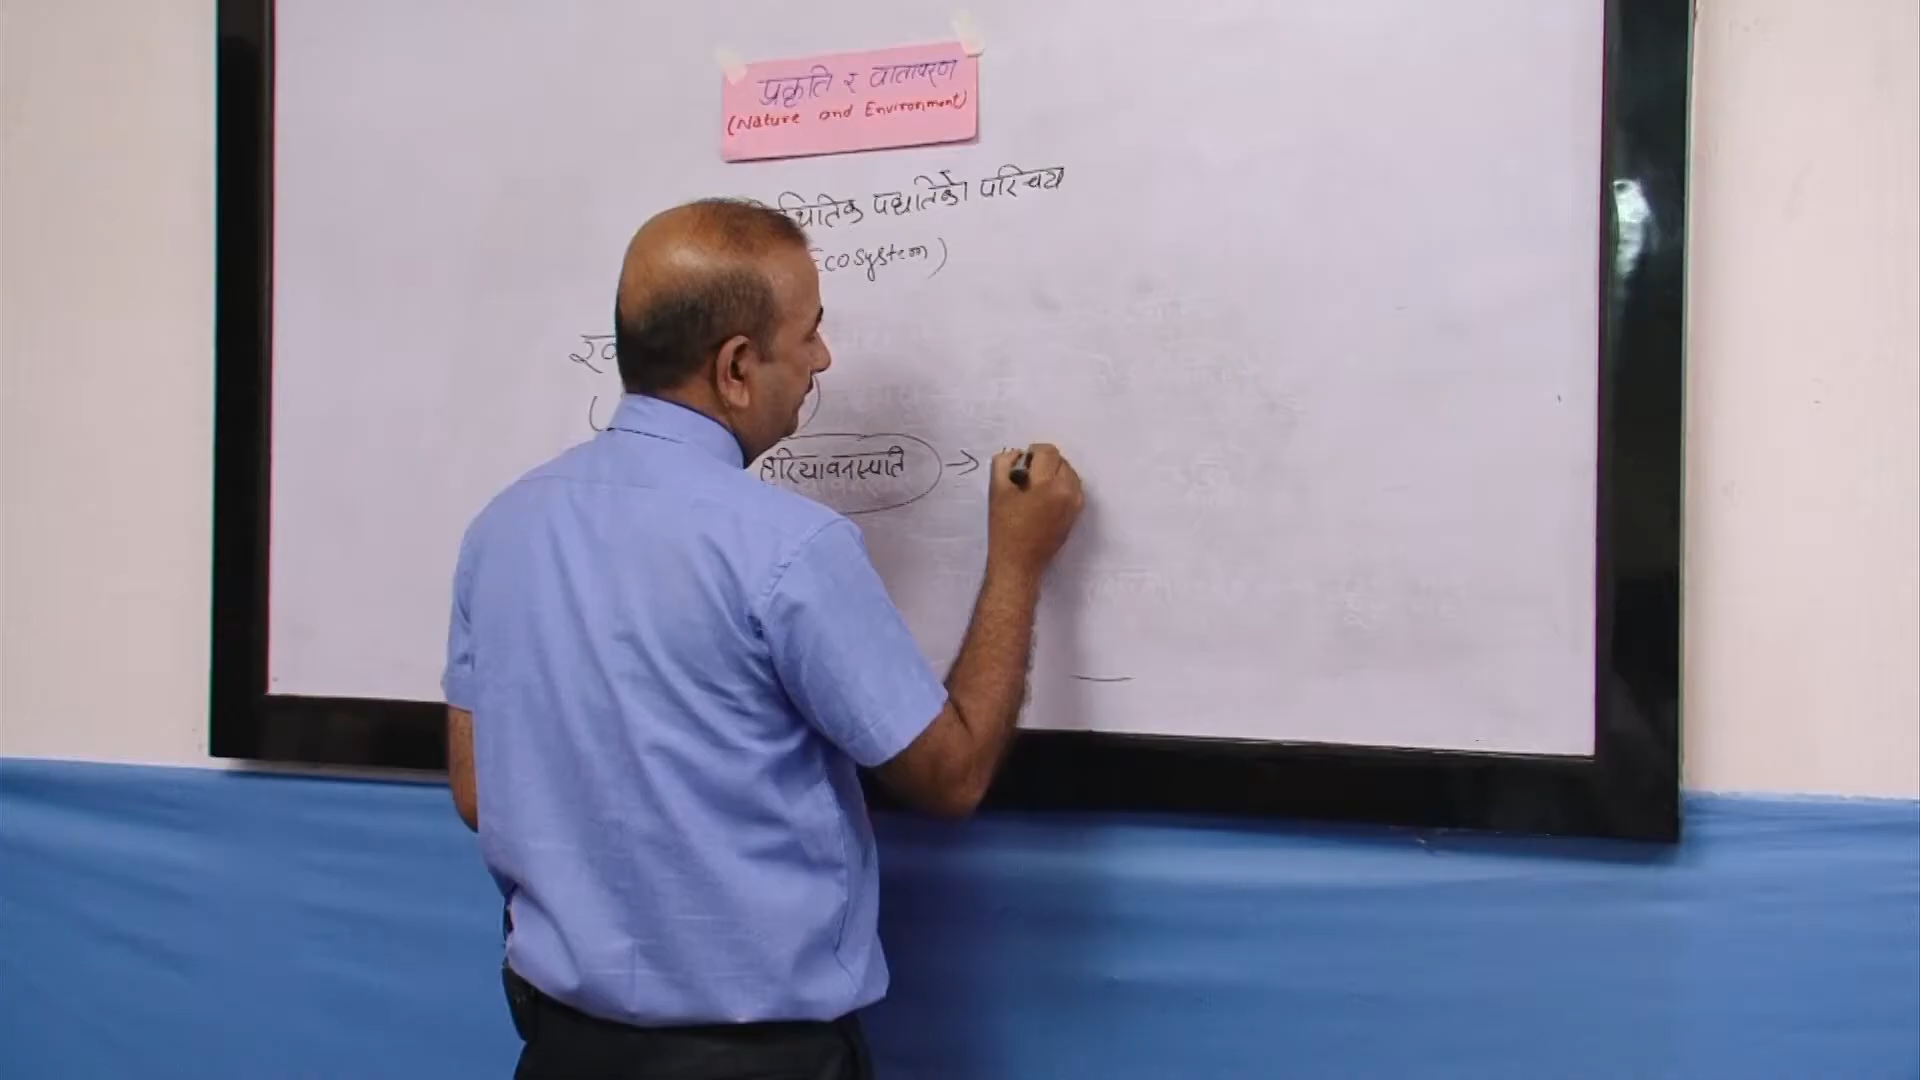 प्रकृति र वातावरण
(Nature and Environment)
पद्धतिको परिचय
Ecosystem)
हरियावनस्पति →